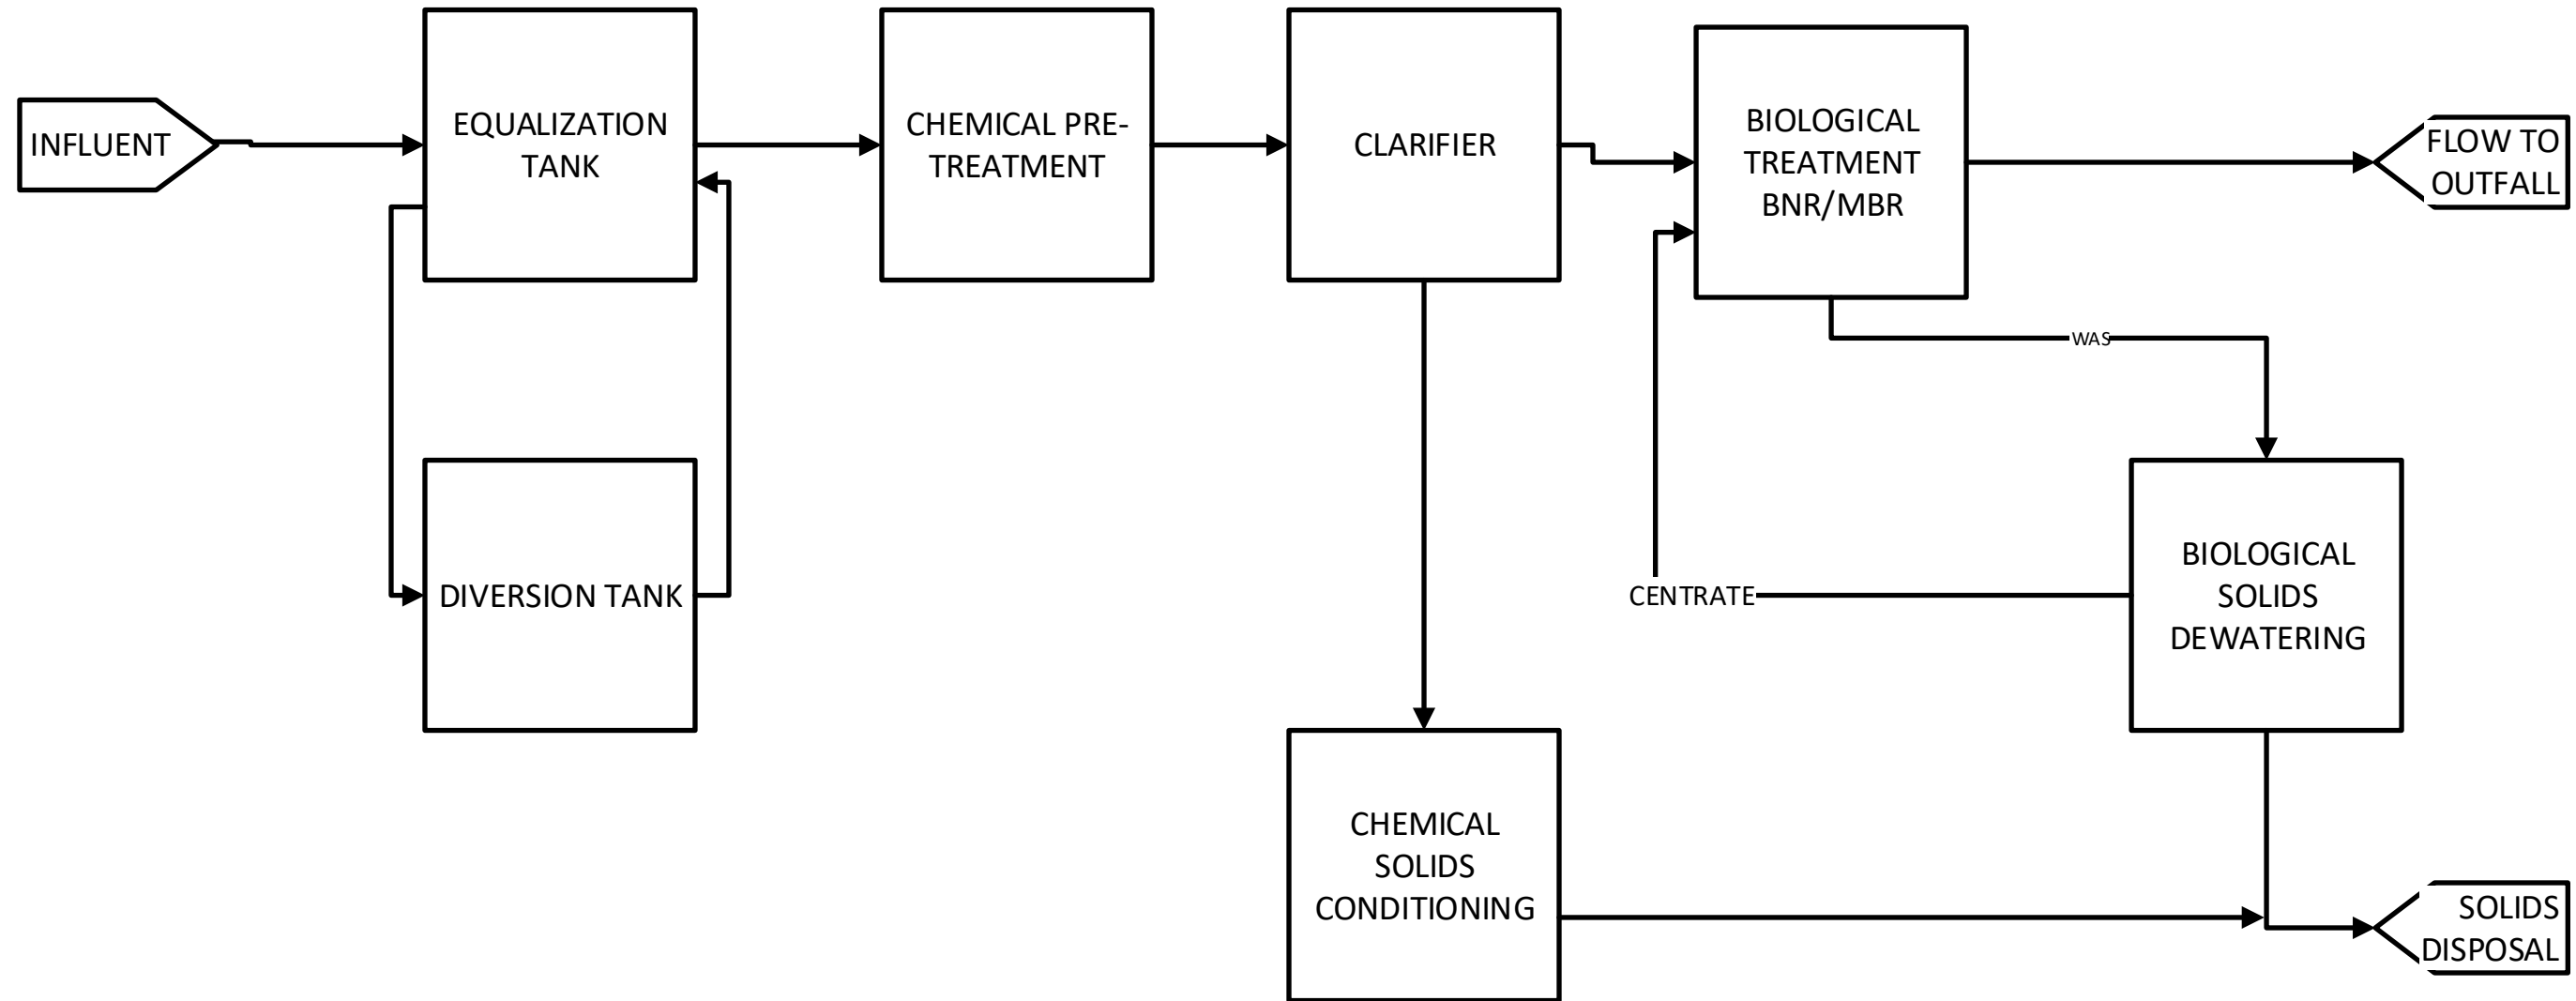 INFLUENT
EQUALIZATION
TANK
CHEMICAL PRE-
TREATMENT
CLARIFIER
BIOLOGICAL
TREATMENT
BNR/MBR
FLOW TO
OUTFALL
WAS
DIVERSION TANK
CENTRATE
BIOLOGICAL
SOLIDS
DEWATERING
CHEMICAL
SOLIDS
CONDITIONING
SOLIDS
DISPOSAL